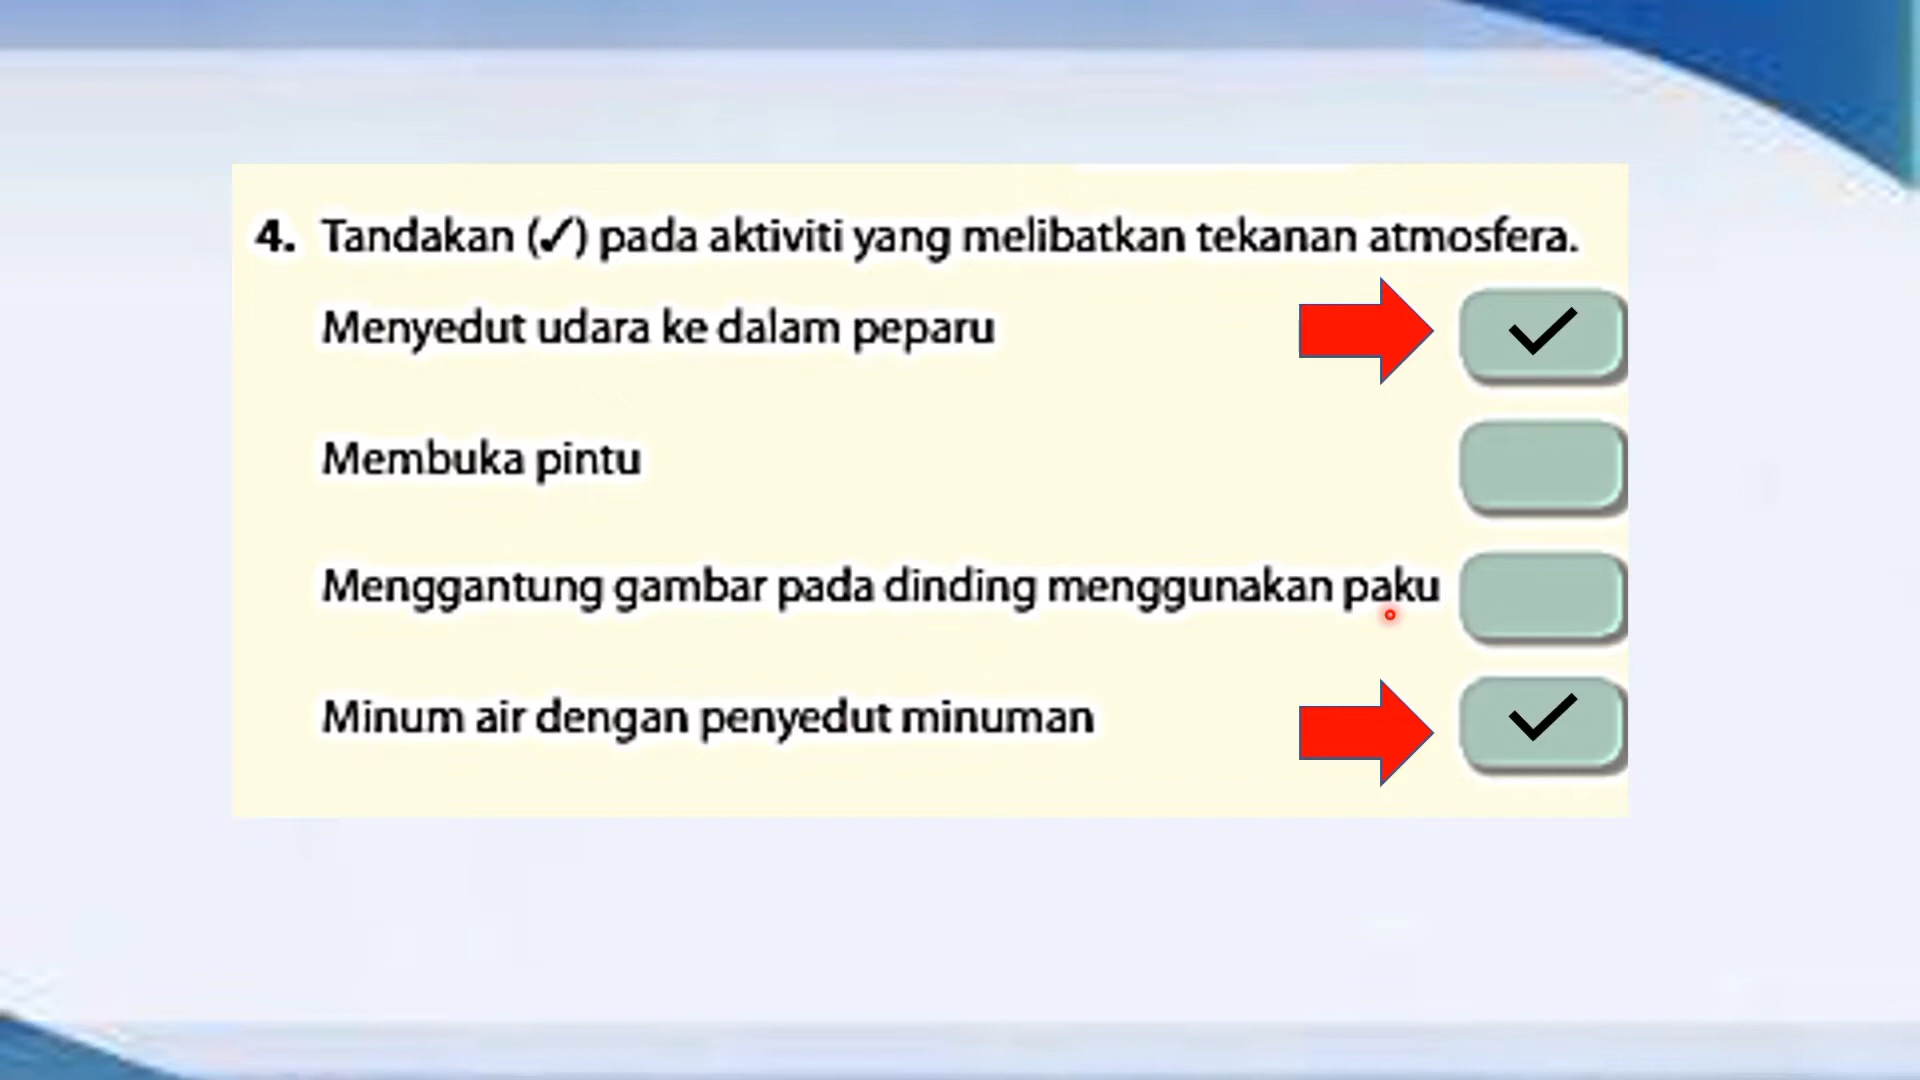 4. Tandakan (✓) pada aktiviti yang melibatkan tekanan atmosfera.
Menyedut udara ke dalam peparu ✓
Membuka pintu
Menggantung gambar pada dinding menggunakan paku
Minum air dengan penyedut minuman ✓